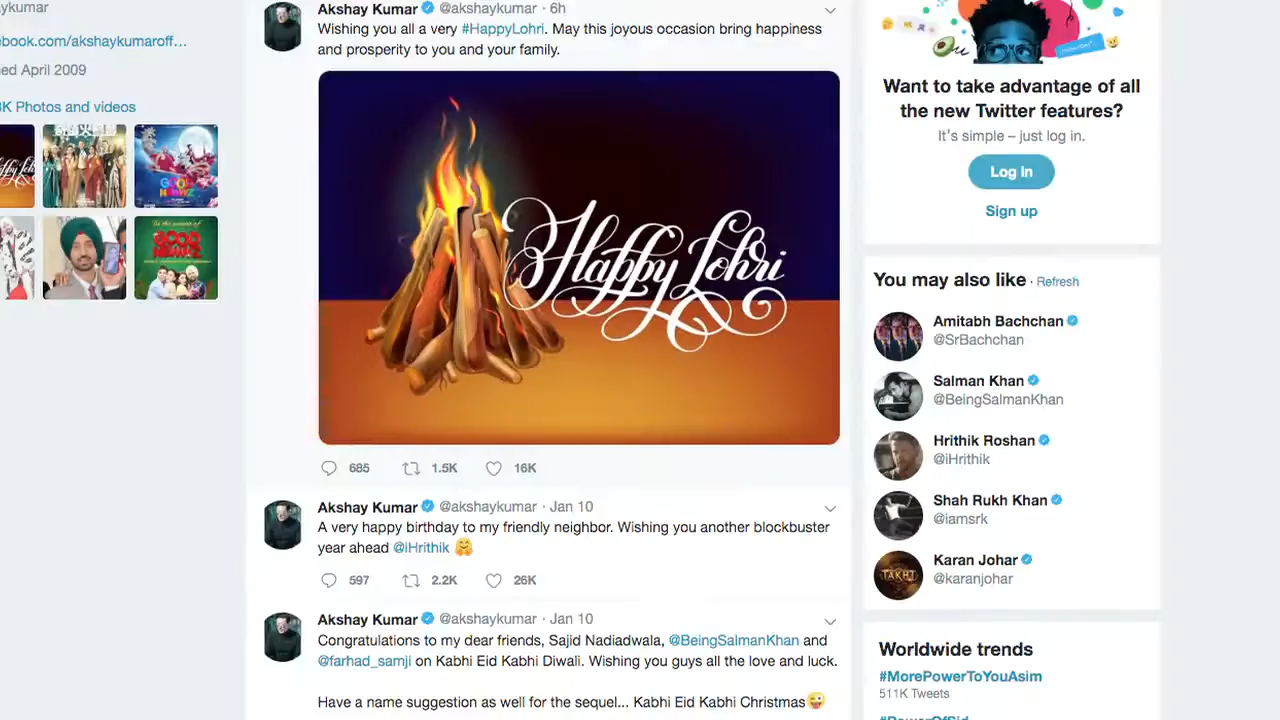 ykumar
ebook.com/akshaykumaroff...
ed April 2009
K Photos and videos
Akshay Kumar @akshaykumar · 6h
Wishing you all a very #HappyLohri. May this joyous occasion bring happiness
and prosperity to you and your family.
Happy Lohri
685 1.5K 16K
Akshay Kumar @akshaykumar · Jan 10
A very happy birthday to my friendly neighbor. Wishing you another blockbuster
year ahead @iHrithik 🤗
597 2.2K 26K
Akshay Kumar @akshaykumar · Jan 10
Congratulations to my dear friends, Sajid Nadiadwala, @BeingSalmanKhan and
@farhad_samji on Kabhi Eid Kabhi Diwali. Wishing you guys all the love and luck.
Have a name suggestion as well for the sequel... Kabhi Eid Kabhi Christmas😜
Want to take advantage of all
the new Twitter features?
It's simple – just log in.
Log In
Sign up
You may also like · Refresh
Amitabh Bachchan
@SrBachchan
Salman Khan
@BeingSalmanKhan
Hrithik Roshan
@iHrithik
Shah Rukh Khan
@iamsrk
Karan Johar
@karanjohar
TAKHT
Worldwide trends
#MorePowerToYouAsim
511K Tweets
#PowerOfSid